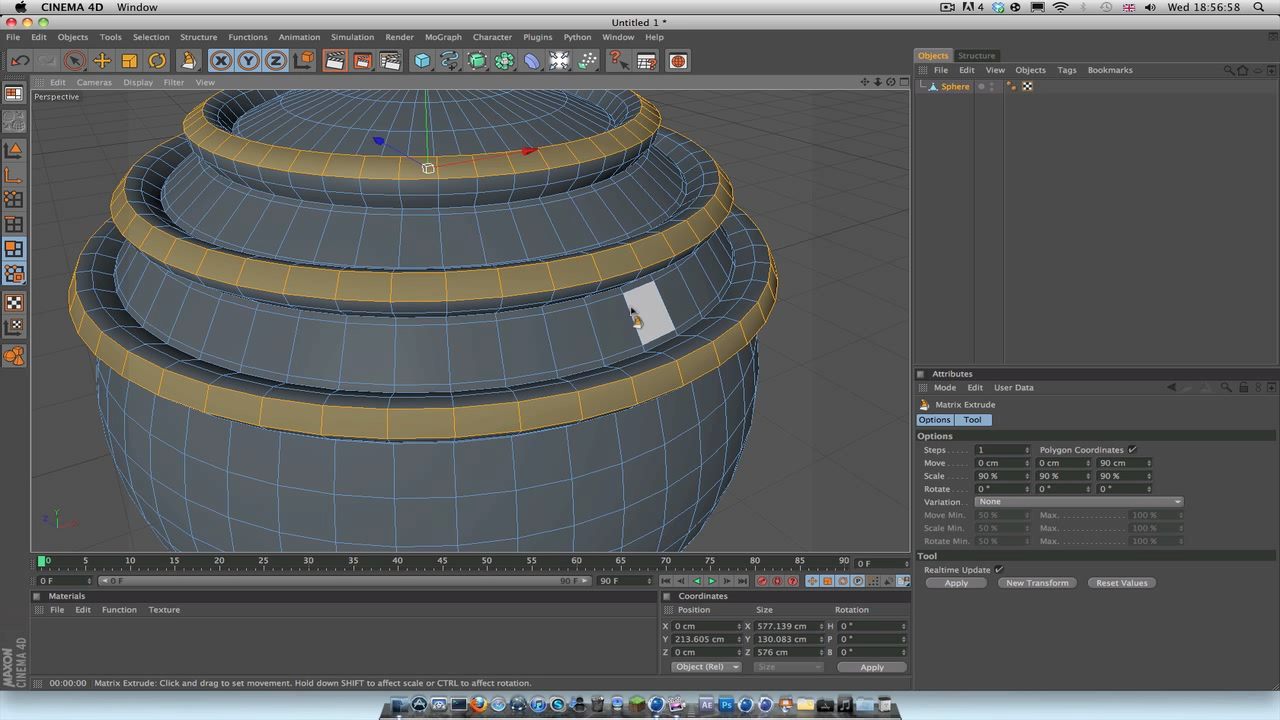 CINEMA 4D Window 4 Wed 18:56:58
Untitled 1 *
File Edit Objects Tools Selection Structure Functions Animation Simulation Render MoGraph Character Plugins Python Window Help
Edit Cameras Display Filter View
Perspective
Objects Structure
File Edit View Objects Tags Bookmarks
Sphere
X Y Z
Y
X
Z
Attributes
Mode Edit User Data
Matrix Extrude
Options Tool
Options
Steps 1 Polygon Coordinates
Move 0 cm 0 cm 90 cm
Scale 90 % 90 % 90 %
Rotate 0 ° 0 ° 0 °
Variation None
Move Min. 50 % Max. 100 %
Scale Min. 50 % Max. 100 %
Rotate Min. 50 % Max. 100 %
Tool
Realtime Update
Apply New Transform Reset Values
0 5 10 15 20 25 30 35 40 45 50 55 60 65 70 75 80 85 90 0 F
0 F 0 F 90 F 90 F
Materials
File Edit Function Texture
Coordinates
Position Size Rotation
X 0 cm X 577.139 cm H 0 °
Y 213.605 cm Y 130.083 cm P 0 °
Z 0 cm Z 576 cm B 0 °
Object (Rel) Size Apply
MAXON
CINEMA 4D
00:00:00 Matrix Extrude: Click and drag to set movement. Hold down SHIFT to affect scale or CTRL to affect rotation.
Ae Ps